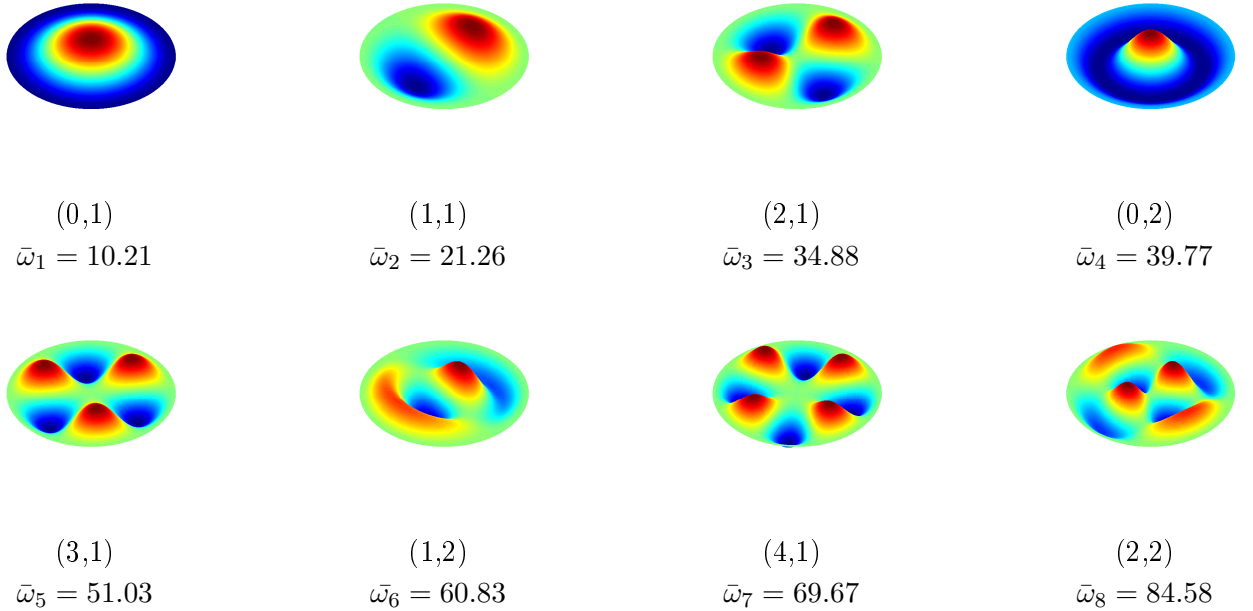 (0,1) (1,1) (2,1) (0,2)
ω̄₁ = 10.21 ω̄₂ = 21.26 ω̄₃ = 34.88 ω̄₄ = 39.77
(3,1) (1,2) (4,1) (2,2)
ω̄₅ = 51.03 ω̄₆ = 60.83 ω̄₇ = 69.67 ω̄₈ = 84.58